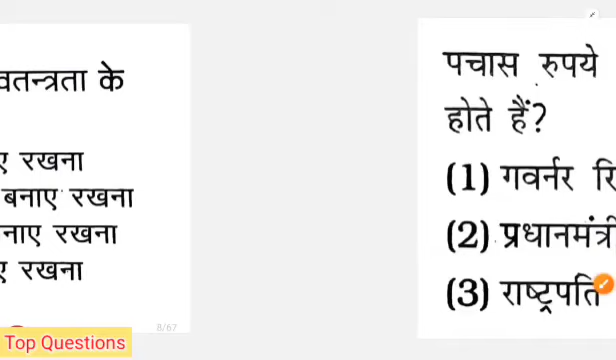 वतन्त्रता के
ए रखना
बनाए रखना
नाए रखना
ए रखना
8/67
Top Questions
पचास रुपये
होते हैं?
(1) गवर्नर रि
(2) प्रधानमंत्री
(3) राष्ट्रपति